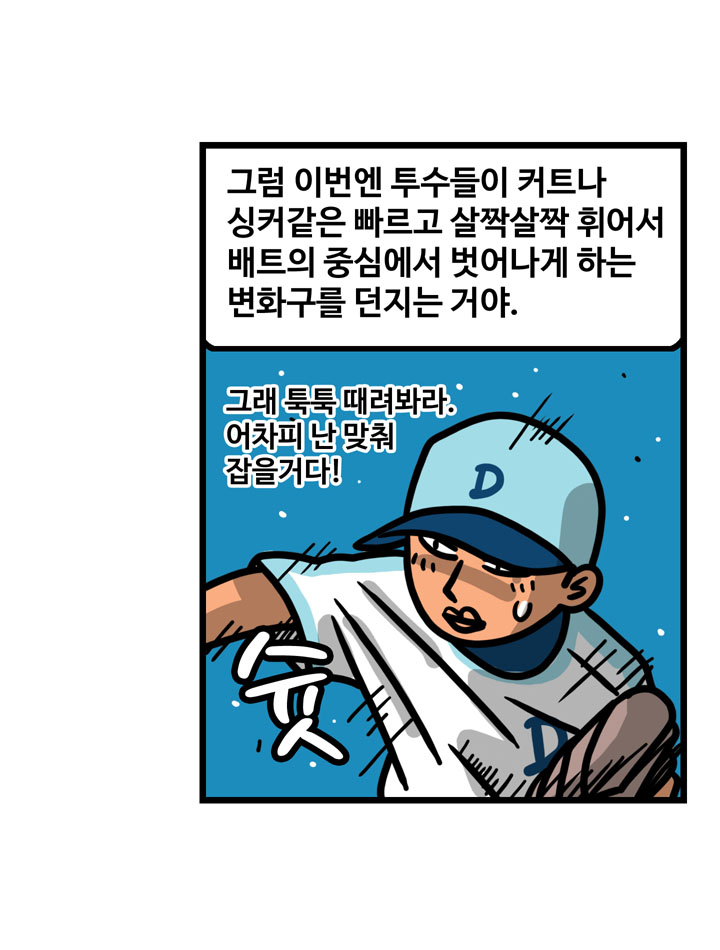 그럼 이번엔 투수들이 커트나
싱커같은 빠르고 살짝살짝 휘어서
배트의 중심에서 벗어나게 하는
변화구를 던지는 거야.
그래 툭툭 때려봐라.
어차피 난 맞춰
잡을거다!
D
슛
D